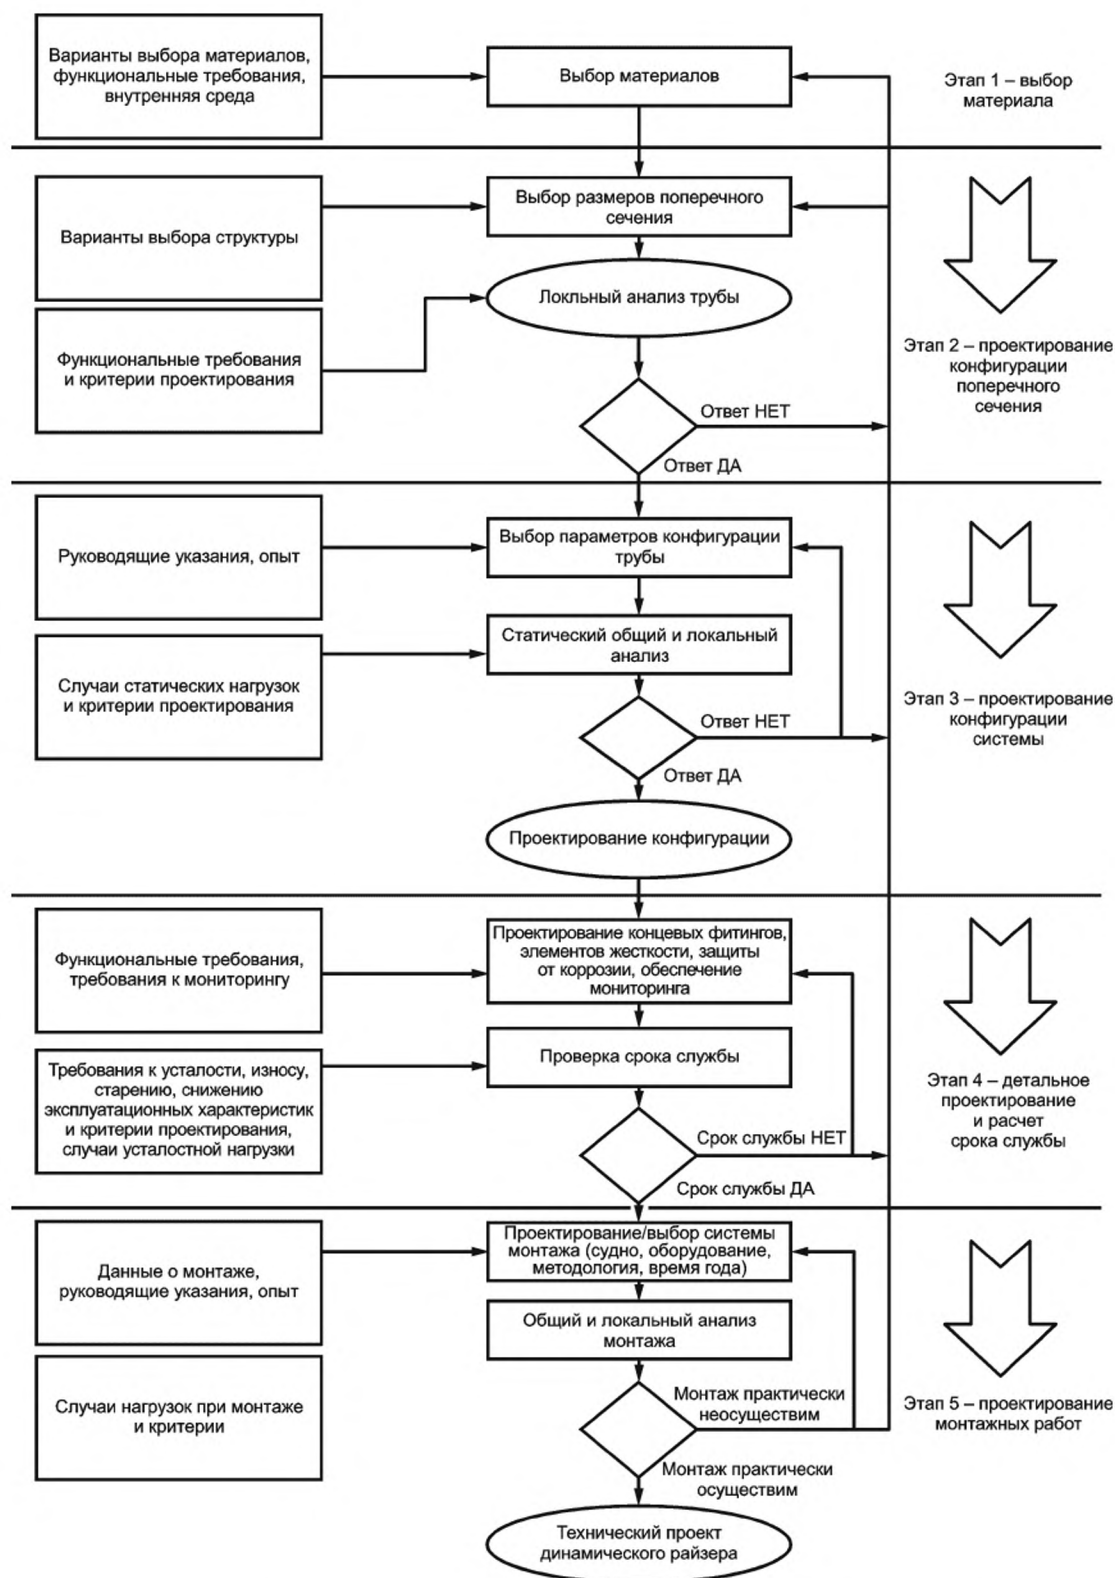 Варианты выбора материалов,
функциональные требования,
внутренняя среда
Выбор материалов
Этап 1 – выбор
материала
Варианты выбора структуры
Выбор размеров поперечного
сечения
Локльный анализ трубы
Функциональные требования
и критерии проектирования
Ответ НЕТ
Ответ ДА
Этап 2 – проектирование
конфигурации
поперечного
сечения
Руководящие указания, опыт
Выбор параметров конфигурации
трубы
Случаи статических нагрузок
и критерии проектирования
Статический общий и локальный
анализ
Ответ НЕТ
Ответ ДА
Проектирование конфигурации
Этап 3 – проектирование
конфигурации
системы
Функциональные требования,
требования к мониторингу
Проектирование концевых фитингов,
элементов жесткости, защиты
от коррозии, обеспечение
мониторинга
Требования к усталости, износу,
старению, снижению
эксплуатационных характеристик
и критерии проектирования,
случаи усталостной нагрузки
Проверка срока службы
Срок службы НЕТ
Срок службы ДА
Этап 4 – детальное
проектирование
и расчет
срока службы
Данные о монтаже,
руководящие указания, опыт
Проектирование/выбор системы
монтажа (судно, оборудование,
методология, время года)
Случаи нагрузок при монтаже
и критерии
Общий и локальный анализ
монтажа
Монтаж практически
неосуществим
Монтаж практически
осуществим
Этап 5 – проектирование
монтажных работ
Технический проект
динамического райзера